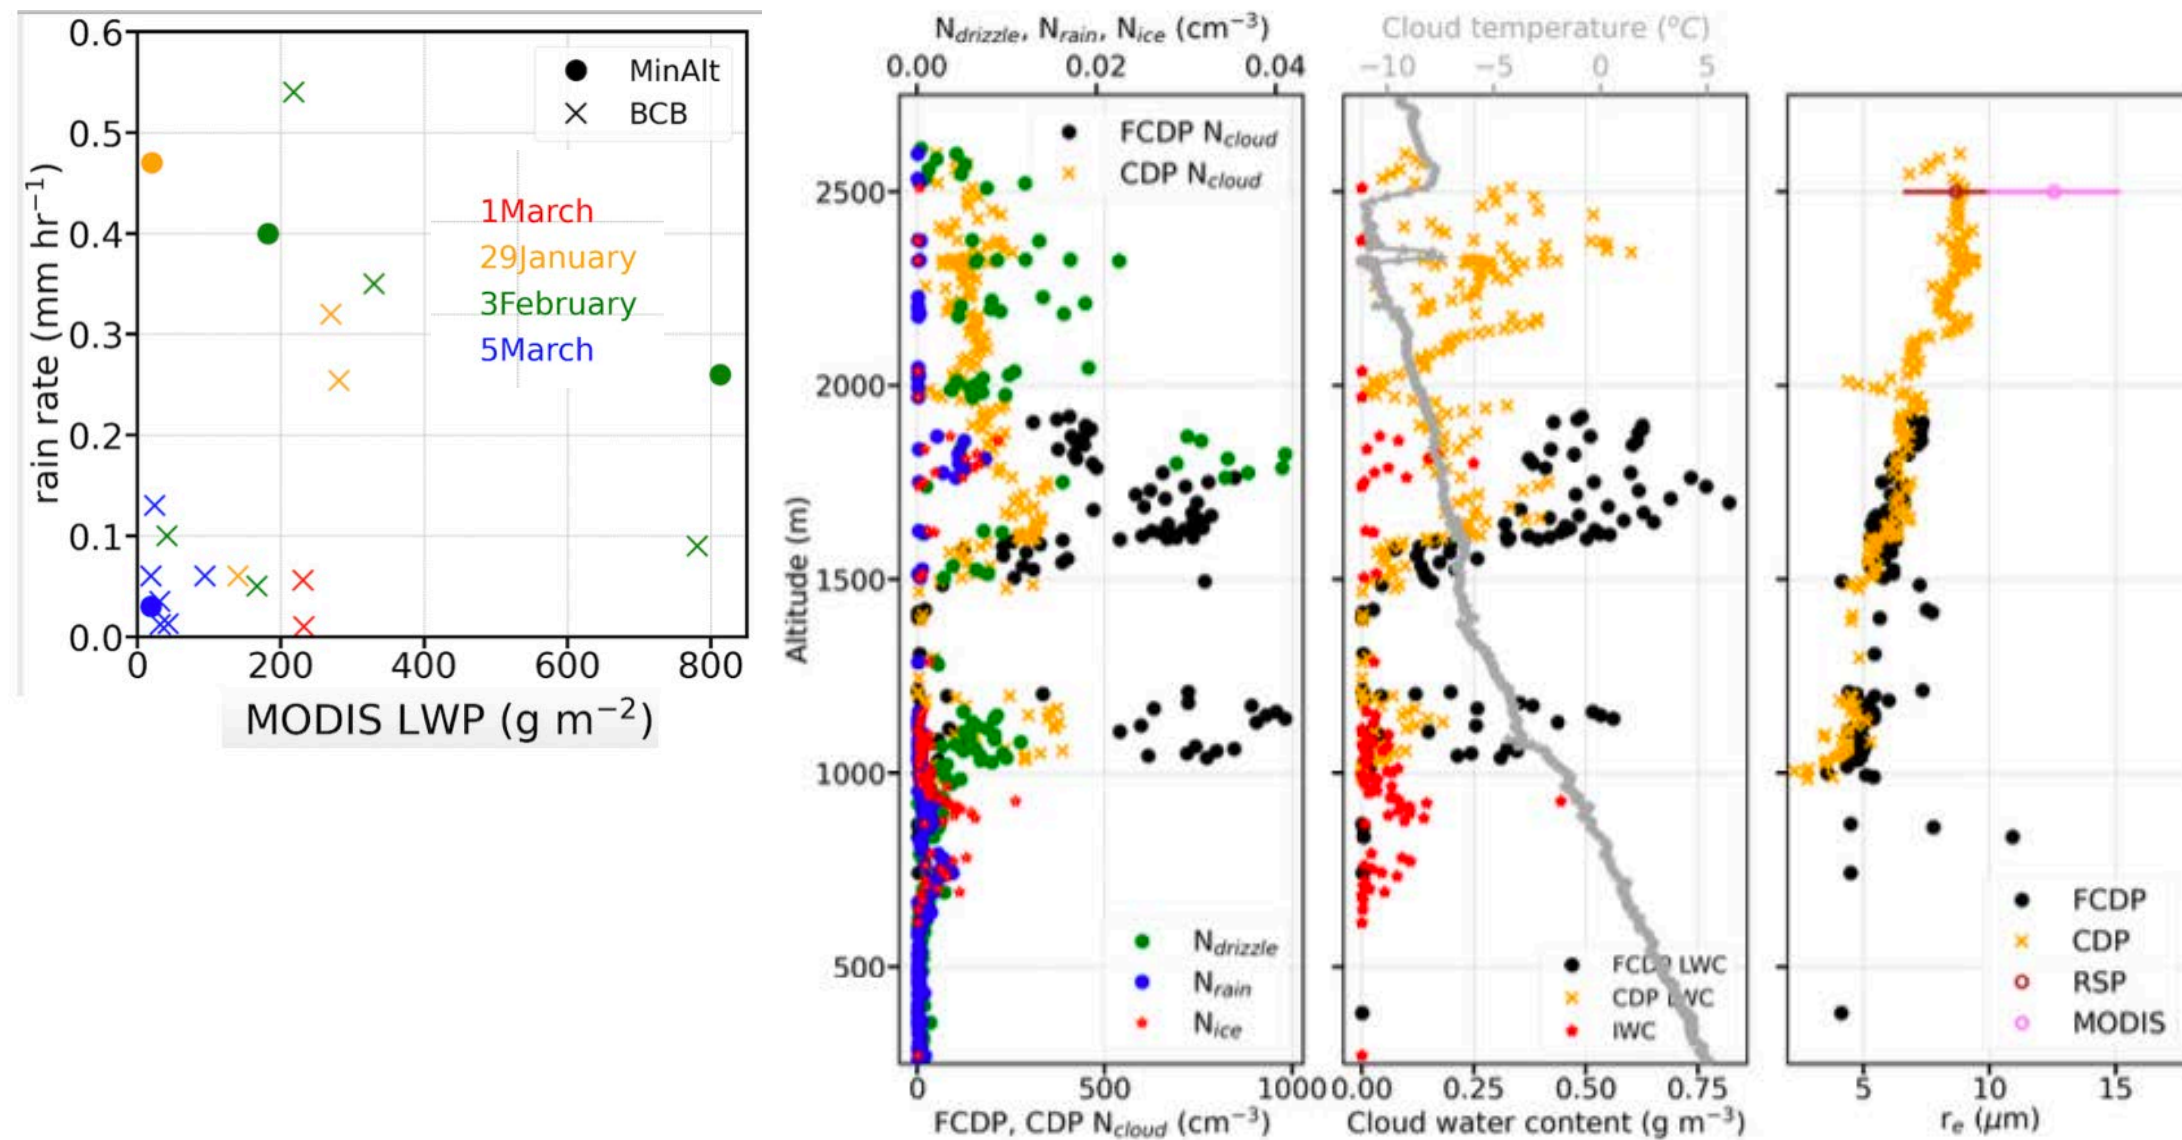 0.6
0.5
0.4
0.3
0.2
0.1
0.0
rain rate (mm hr⁻¹)
MinAlt
BCB
1March
29January
3February
5March
0 200 400 600 800
MODIS LWP (g m⁻²)
N_drizzle, N_rain, N_ice (cm⁻³)
0.00 0.02 0.04
FCDP N_cloud
CDP N_cloud
2500
2000
1500
1000
500
Altitude (m)
N_drizzle
N_rain
N_ice
0 500 1000
FCDP, CDP N_cloud (cm⁻³)
Cloud temperature (°C)
−10 −5 0 5
FCDP LWC
CDP LWC
IWC
0.00 0.25 0.50 0.75
Cloud water content (g m⁻³)
FCDP
CDP
RSP
MODIS
5 10 15
r_e (μm)